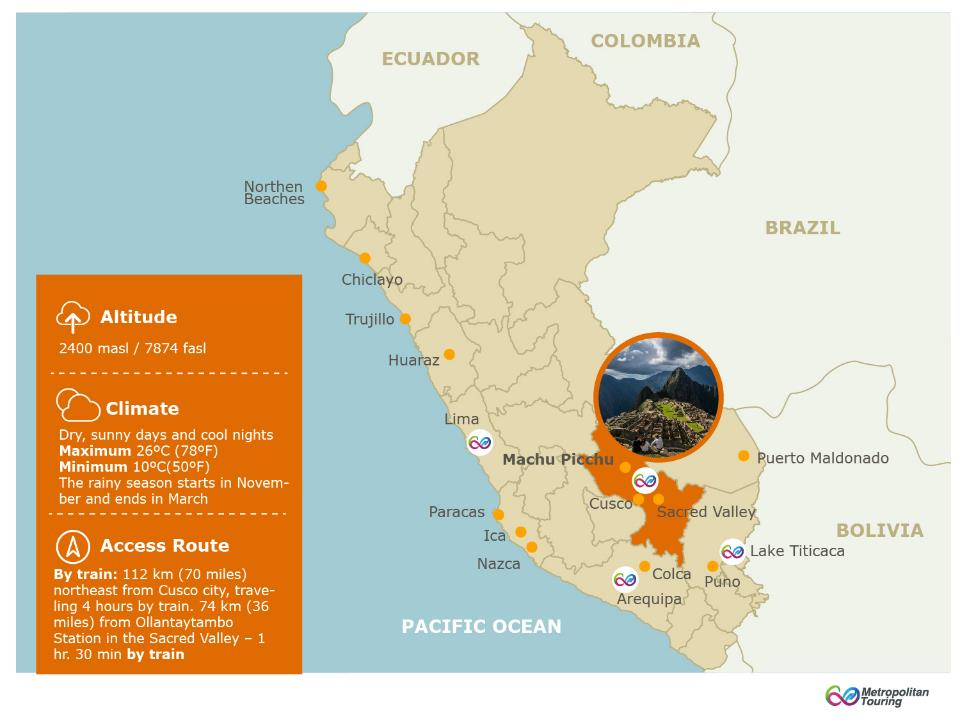 ECUADOR
COLOMBIA
BRAZIL
BOLIVIA
PACIFIC OCEAN
Northen
Beaches
Chiclayo
Trujillo
Huaraz
Lima
Machu Picchu
Puerto Maldonado
Cusco
Sacred Valley
Paracas
Ica
Nazca
Lake Titicaca
Colca
Puno
Arequipa
Altitude
2400 masl / 7874 fasl
Climate
Dry, sunny days and cool nights
Maximum 26ºC (78ºF)
Minimum 10ºC(50ºF)
The rainy season starts in Novem-
ber and ends in March
Access Route
By train: 112 km (70 miles)
northeast from Cusco city, trave-
ling 4 hours by train. 74 km (36
miles) from Ollantaytambo
Station in the Sacred Valley – 1
hr. 30 min by train
Metropolitan
Touring